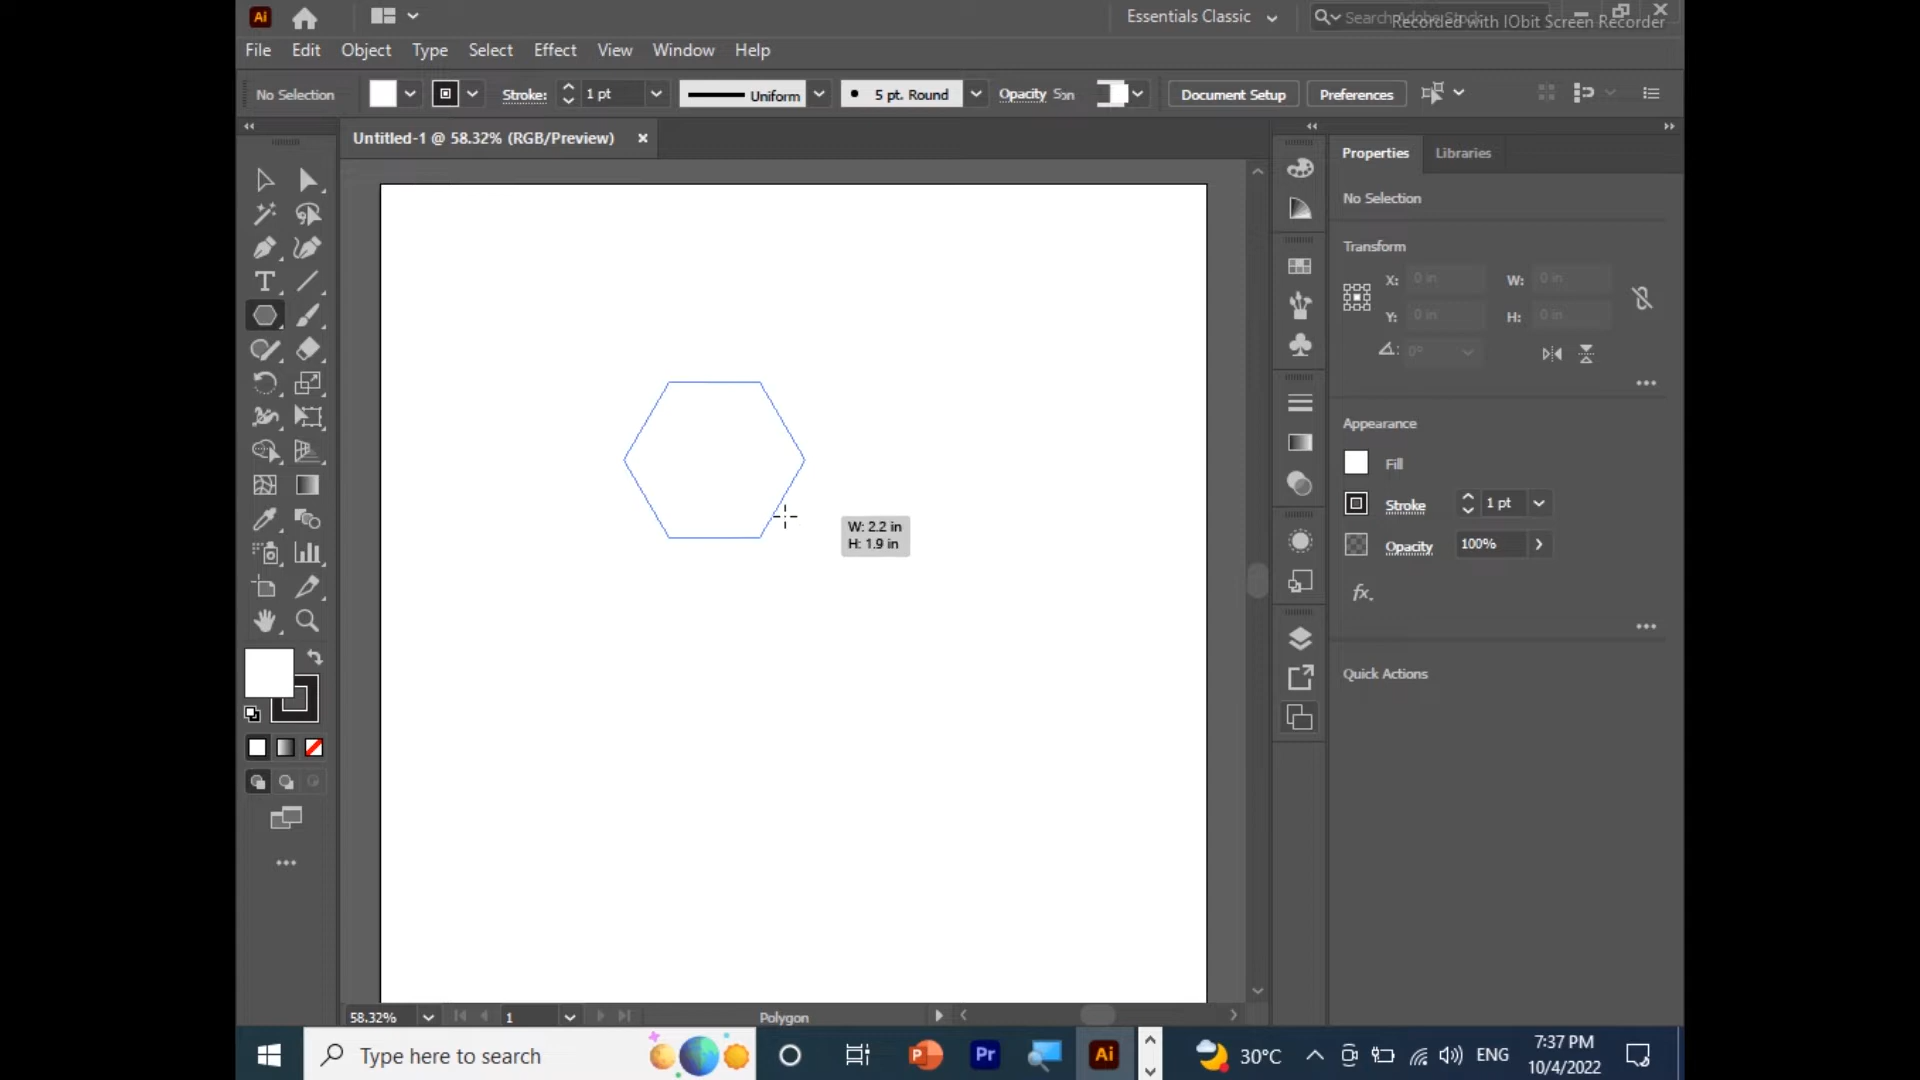 Ai
Essentials Classic
Search Adobe Stock
Recorded with IObit Screen Recorder
File Edit Object Type Select Effect View Window Help
No Selection
Stroke: 1 pt
Uniform
5 pt. Round
Opacity
Document Setup
Preferences
Untitled-1 @ 58.32% (RGB/Preview)
Properties Libraries
No Selection
Transform
X: 0 in W: 0 in
Y: 0 in H: 0 in
0°
Appearance
Fill
Stroke 1 pt
Opacity 100%
fx.
Quick Actions
W: 2.2 in
H: 1.9 in
58.32% 1 Polygon
Type here to search
P
Pr
Ai
30°C
ENG
7:37 PM
10/4/2022